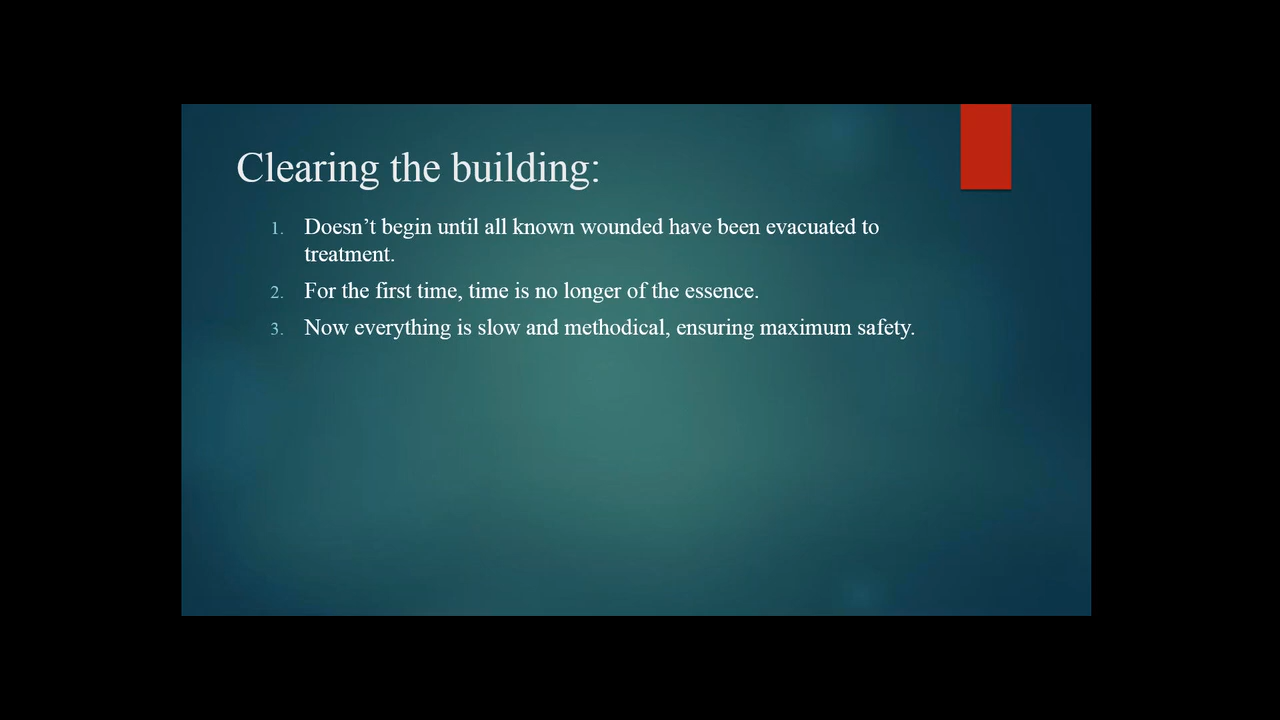 Clearing the building:
1. Doesn’t begin until all known wounded have been evacuated to
treatment.
2. For the first time, time is no longer of the essence.
3. Now everything is slow and methodical, ensuring maximum safety.